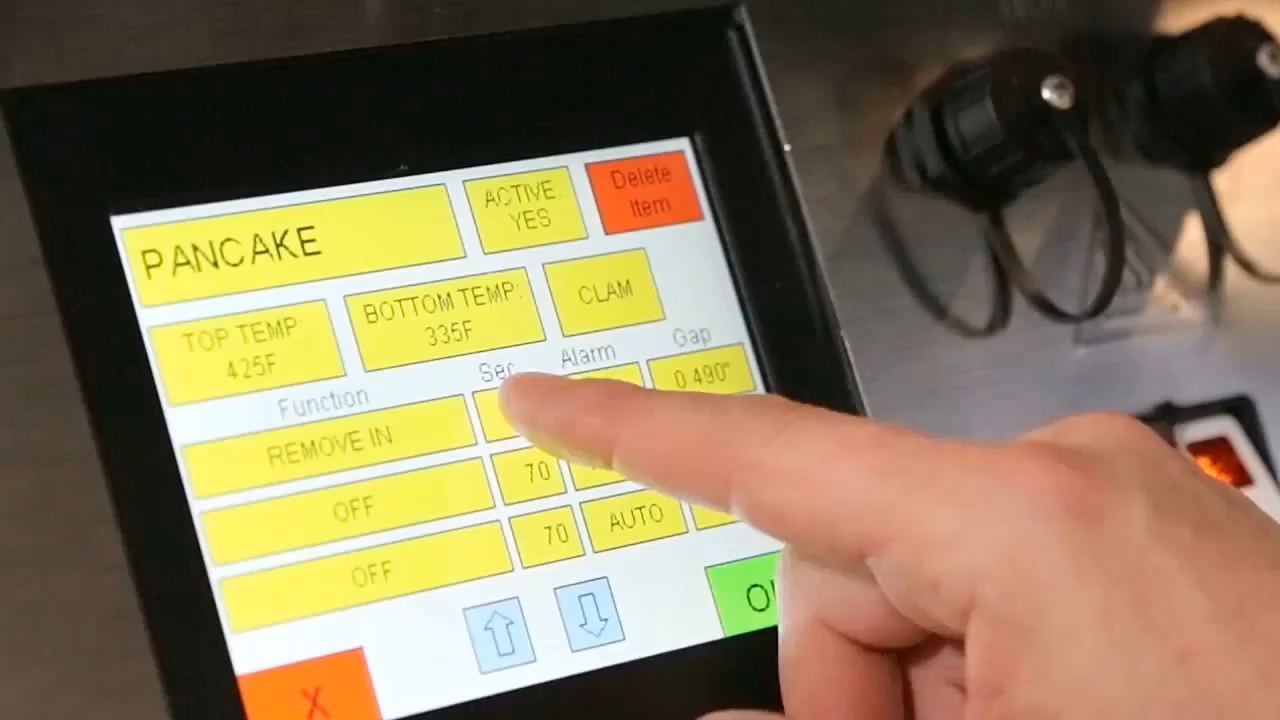 PANCAKE
ACTIVE:
YES
Delete
Item
TOP TEMP:
425F
BOTTOM TEMP:
335F
CLAM
Function
Sec
Alarm
Gap
REMOVE IN
0.490"
OFF
70
OFF
70
AUTO
X